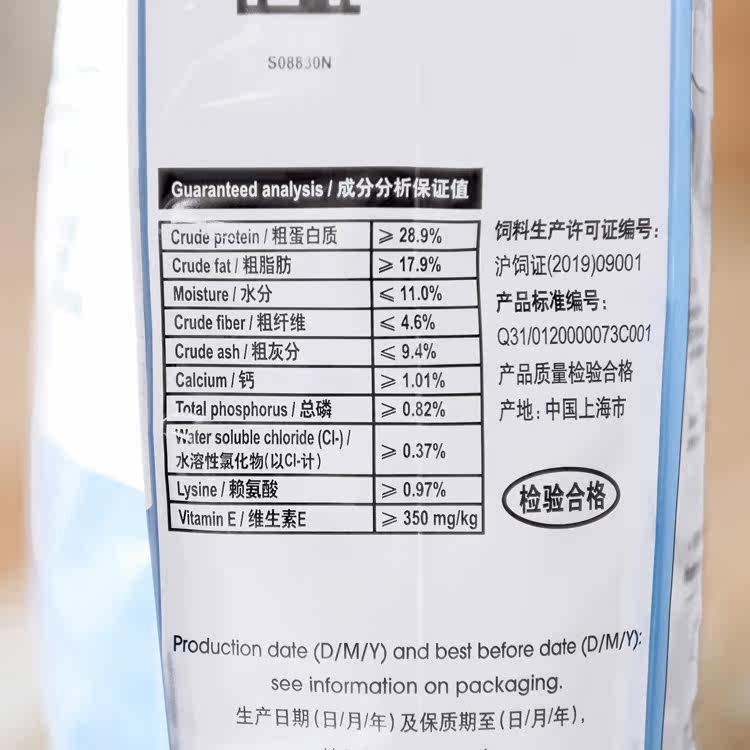 S08830N
Guaranteed analysis / 成分分析保证值
Crude protein / 粗蛋白质 ⩾ 28.9%
Crude fat / 粗脂肪 ⩾ 17.9%
Moisture / 水分 ⩽ 11.0%
Crude fiber / 粗纤维 ⩽ 4.6%
Crude ash / 粗灰分 ⩽ 9.4%
Calcium / 钙 ⩾ 1.01%
Total phosphorus / 总磷 ⩾ 0.82%
Water soluble chloride (Cl-) /
水溶性氯化物(以Cl-计) ⩾ 0.37%
Lysine / 赖氨酸 ⩾ 0.97%
Vitamin E / 维生素E ⩾ 350 mg/kg
饲料生产许可证编号:
沪饲证(2019)09001
产品标准编号:
Q31/0120000073C001
产品质量检验合格
产地: 中国上海市
检验合格
Production date (D/M/Y) and best before date (D/M/Y):
see information on packaging.
生产日期(日/月/年)及保质期至(日/月/年),